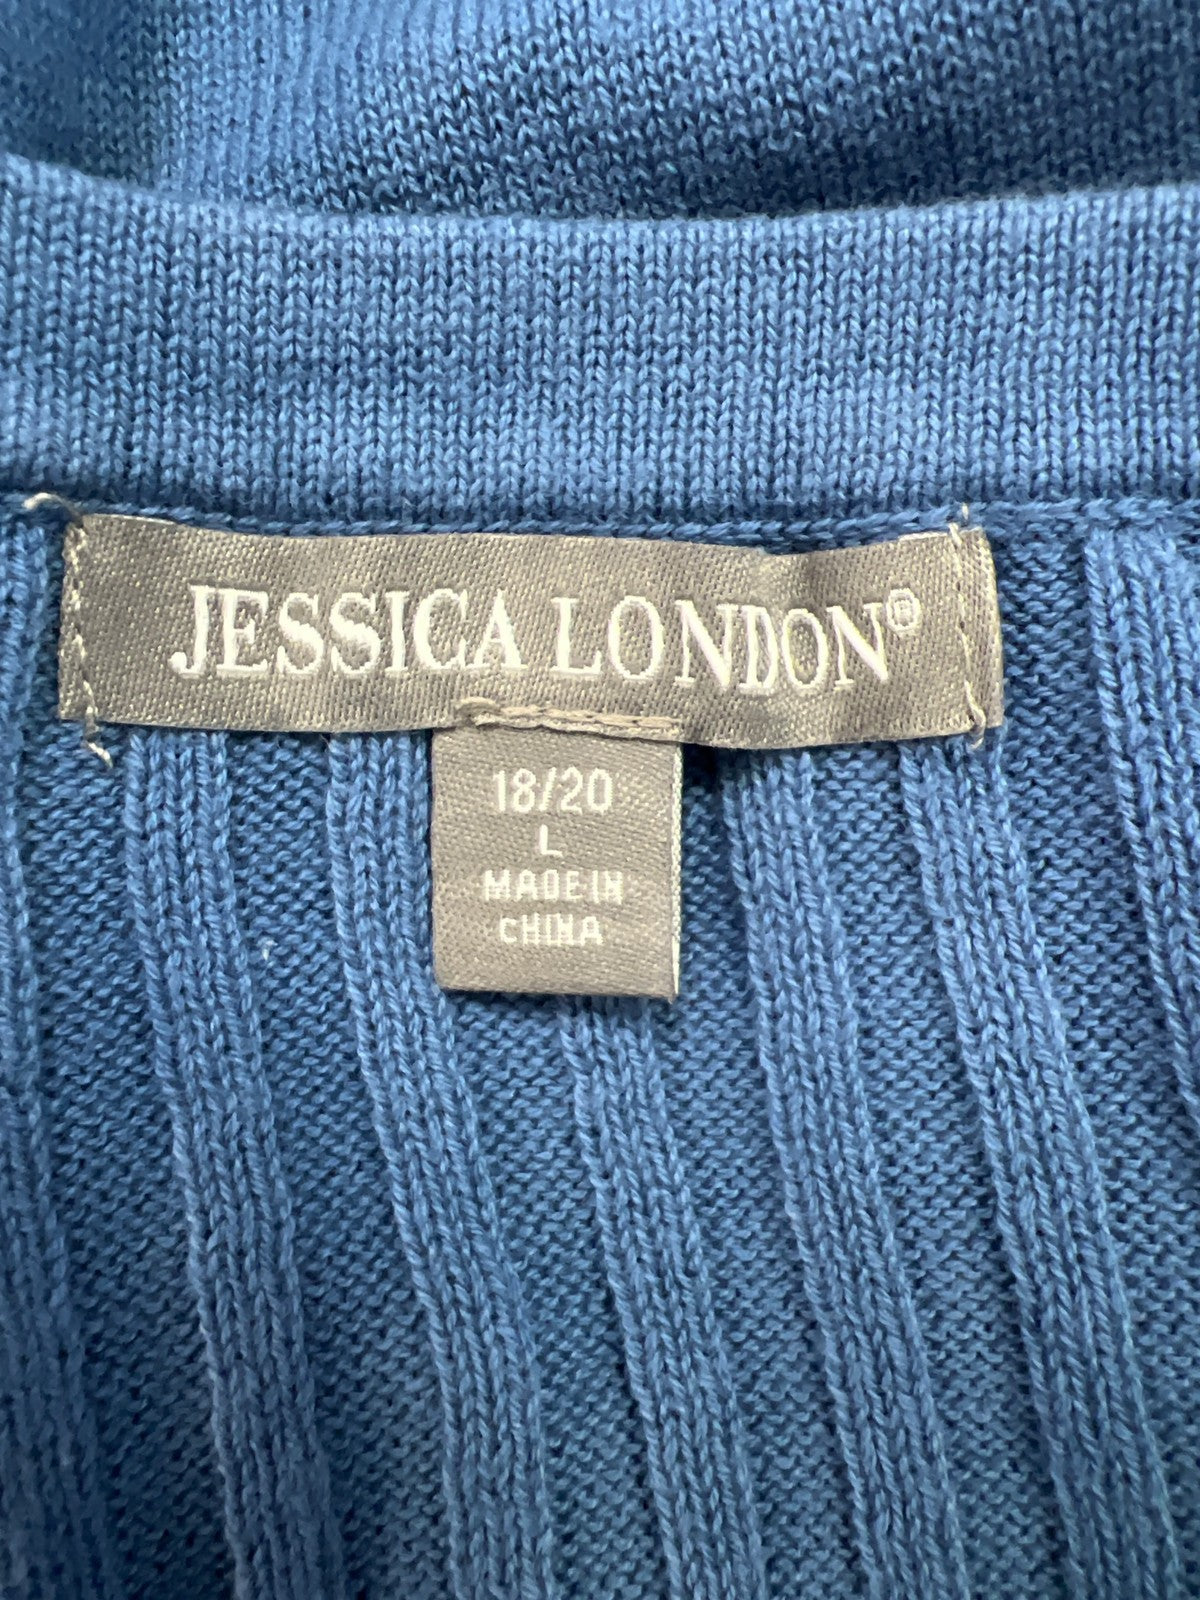 JESSICA LONDON®
18/20
L
MADE IN
CHINA